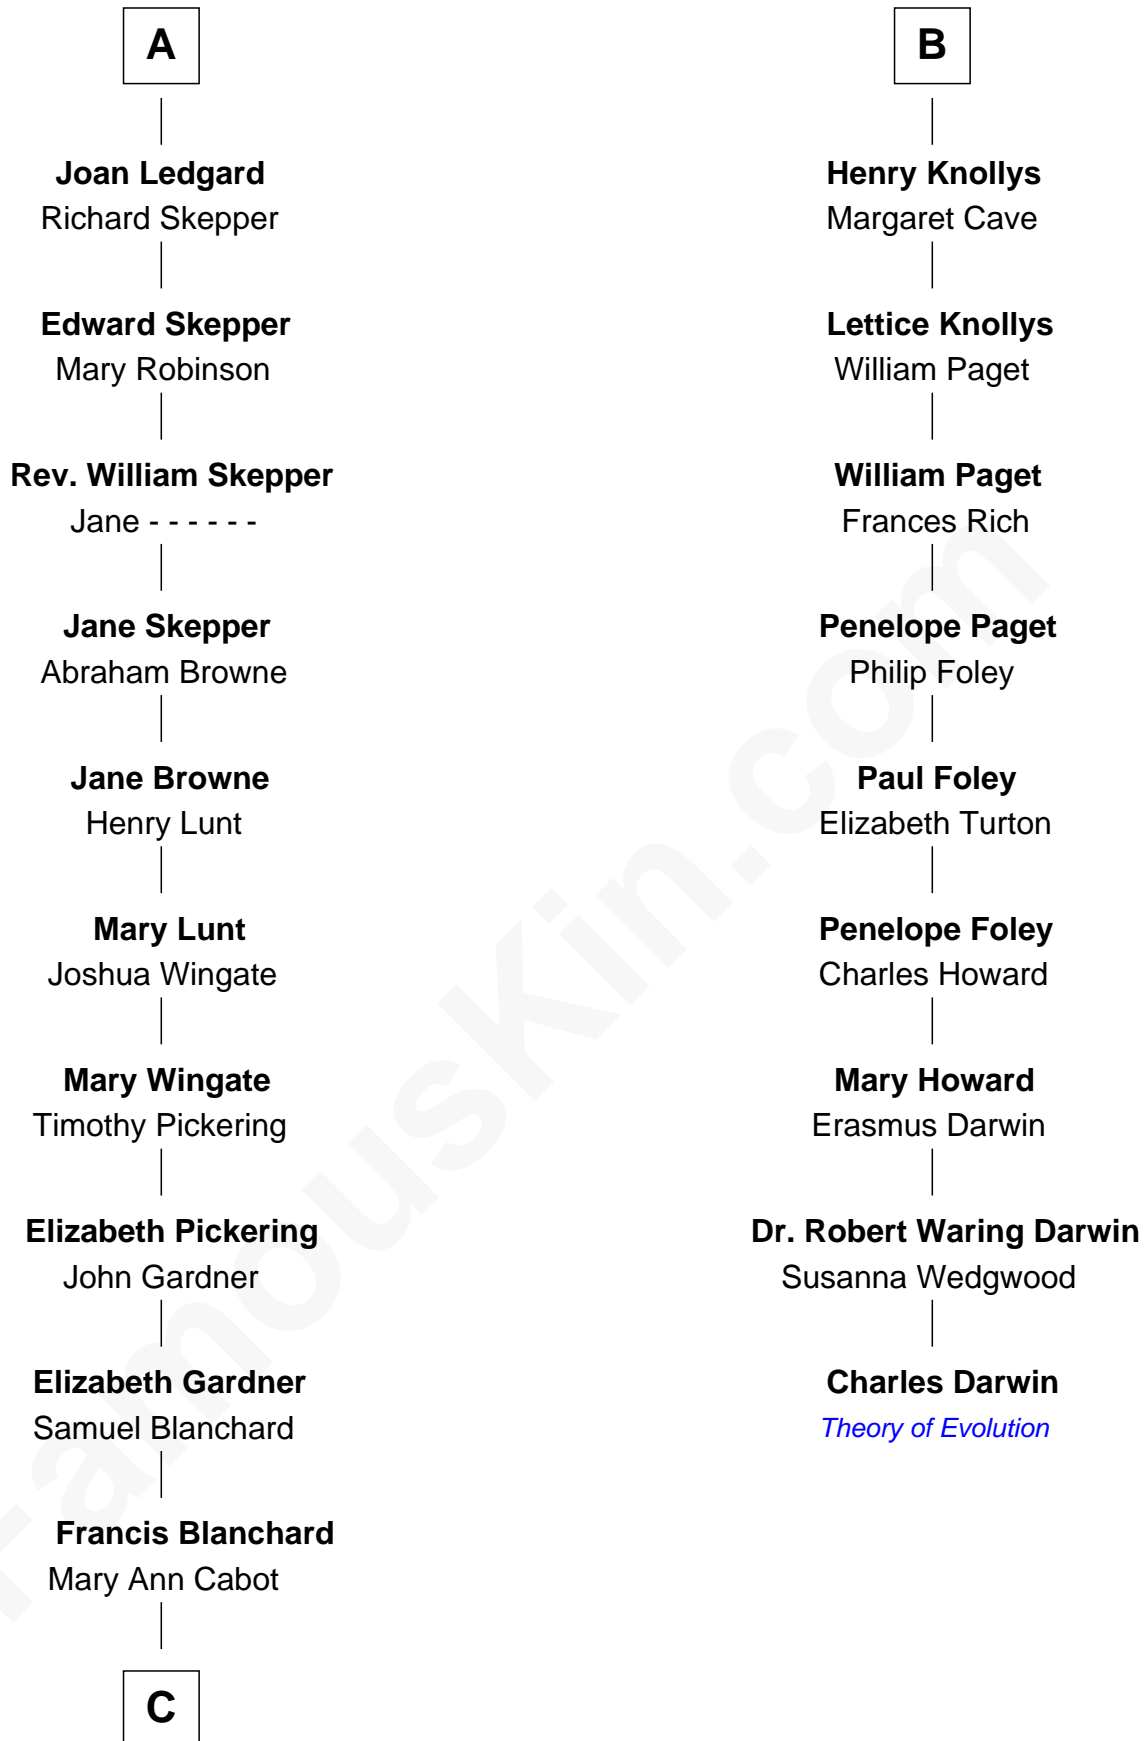 A
Joan Ledgard
Richard Skepper
Edward Skepper
Mary Robinson
Rev. William Skepper
Jane - - - - - -
Jane Skepper
Abraham Browne
Jane Browne
Henry Lunt
Mary Lunt
Joshua Wingate
Mary Wingate
Timothy Pickering
Elizabeth Pickering
John Gardner
Elizabeth Gardner
Samuel Blanchard
Francis Blanchard
Mary Ann Cabot
C
B
Henry Knollys
Margaret Cave
Lettice Knollys
William Paget
William Paget
Frances Rich
Penelope Paget
Philip Foley
Paul Foley
Elizabeth Turton
Penelope Foley
Charles Howard
Mary Howard
Erasmus Darwin
Dr. Robert Waring Darwin
Susanna Wedgwood
Charles Darwin
Theory of Evolution
FamousKin.com